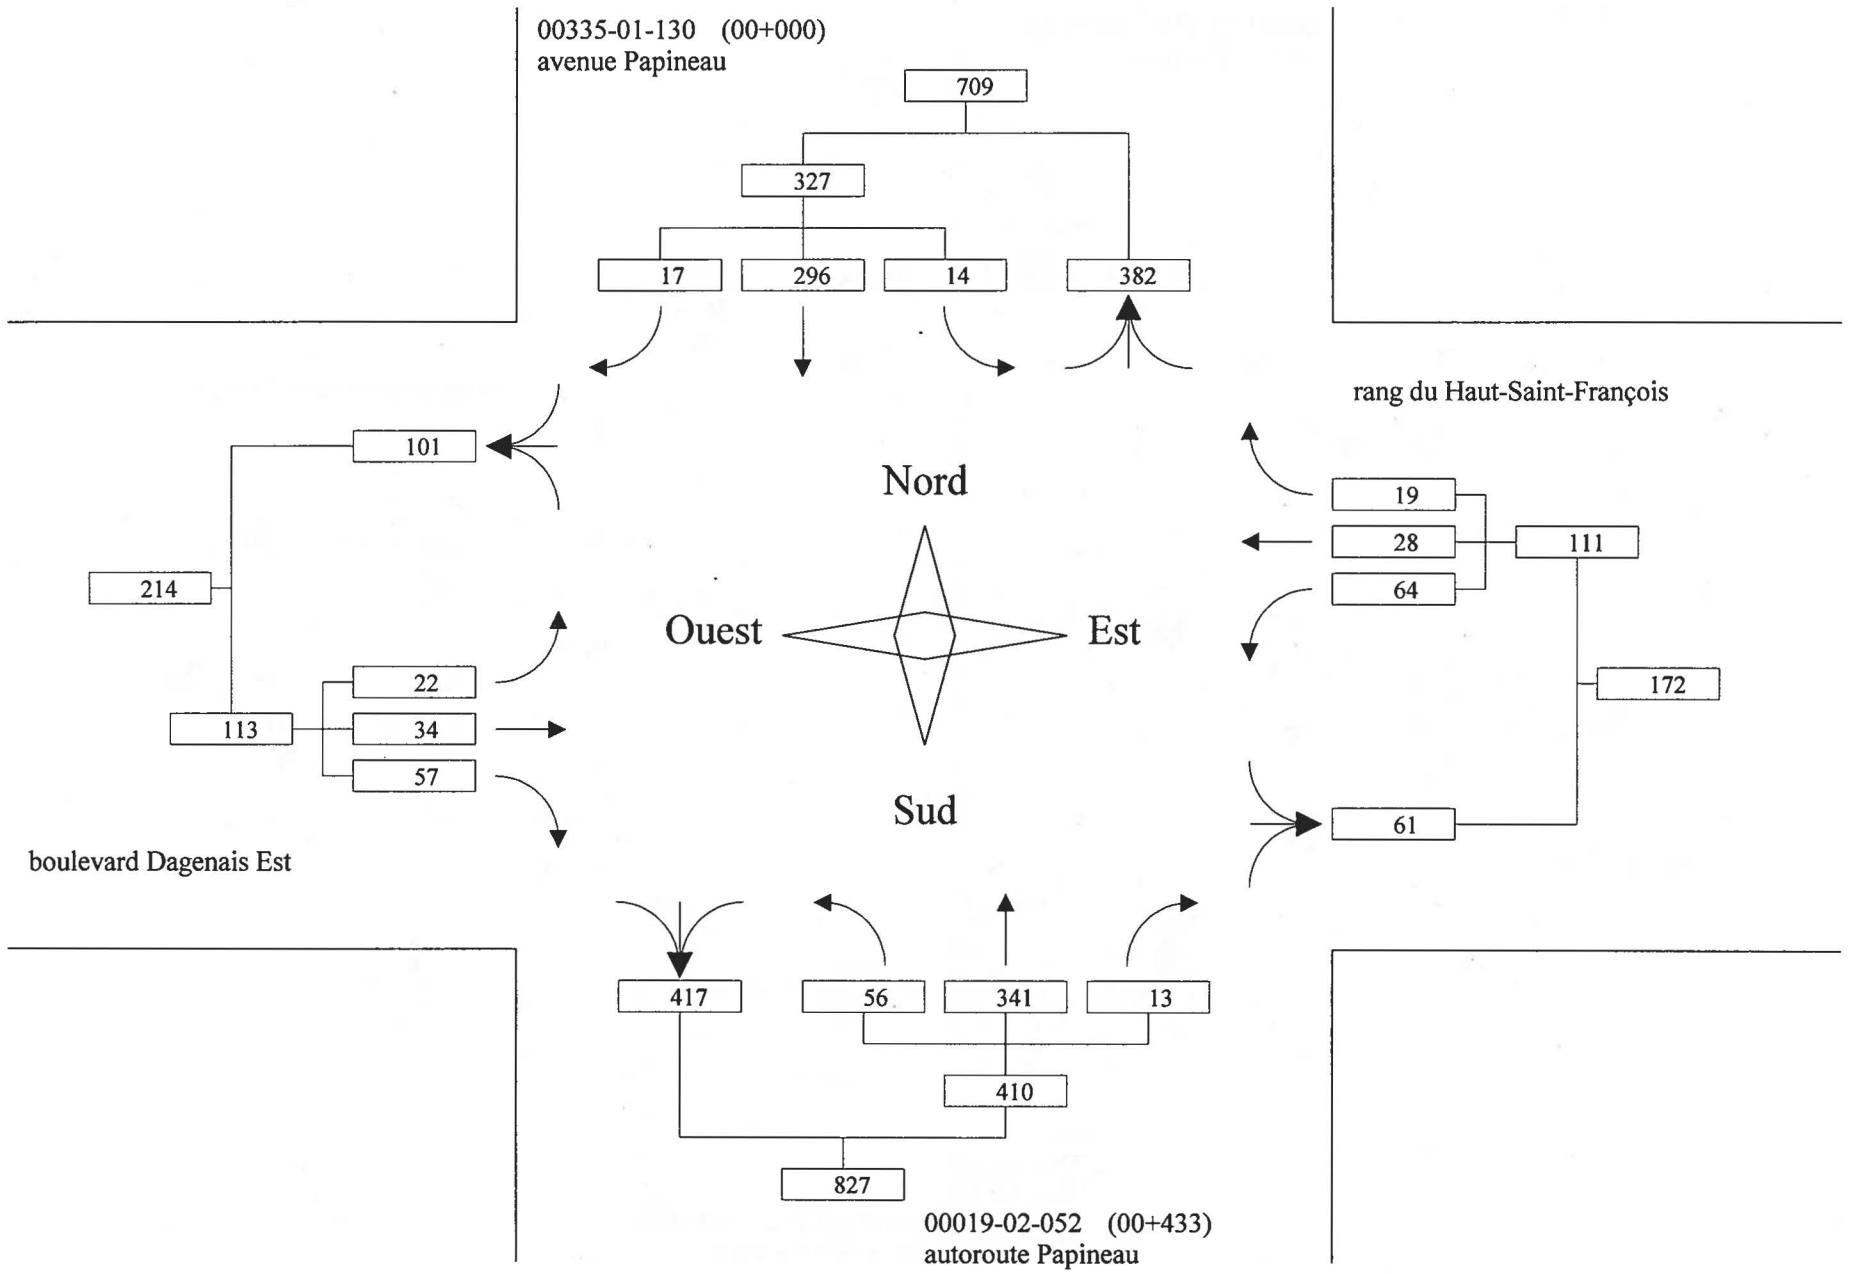 00335-01-130 (00+000)
avenue Papineau
709
327
17 296 14 382
rang du Haut-Saint-François
101
Nord
19
28 111
64
214
Ouest Est
22
172
113 34
57
Sud
61
boulevard Dagenais Est
417 56 341 13
410
827
00019-02-052 (00+433)
autoroute Papineau